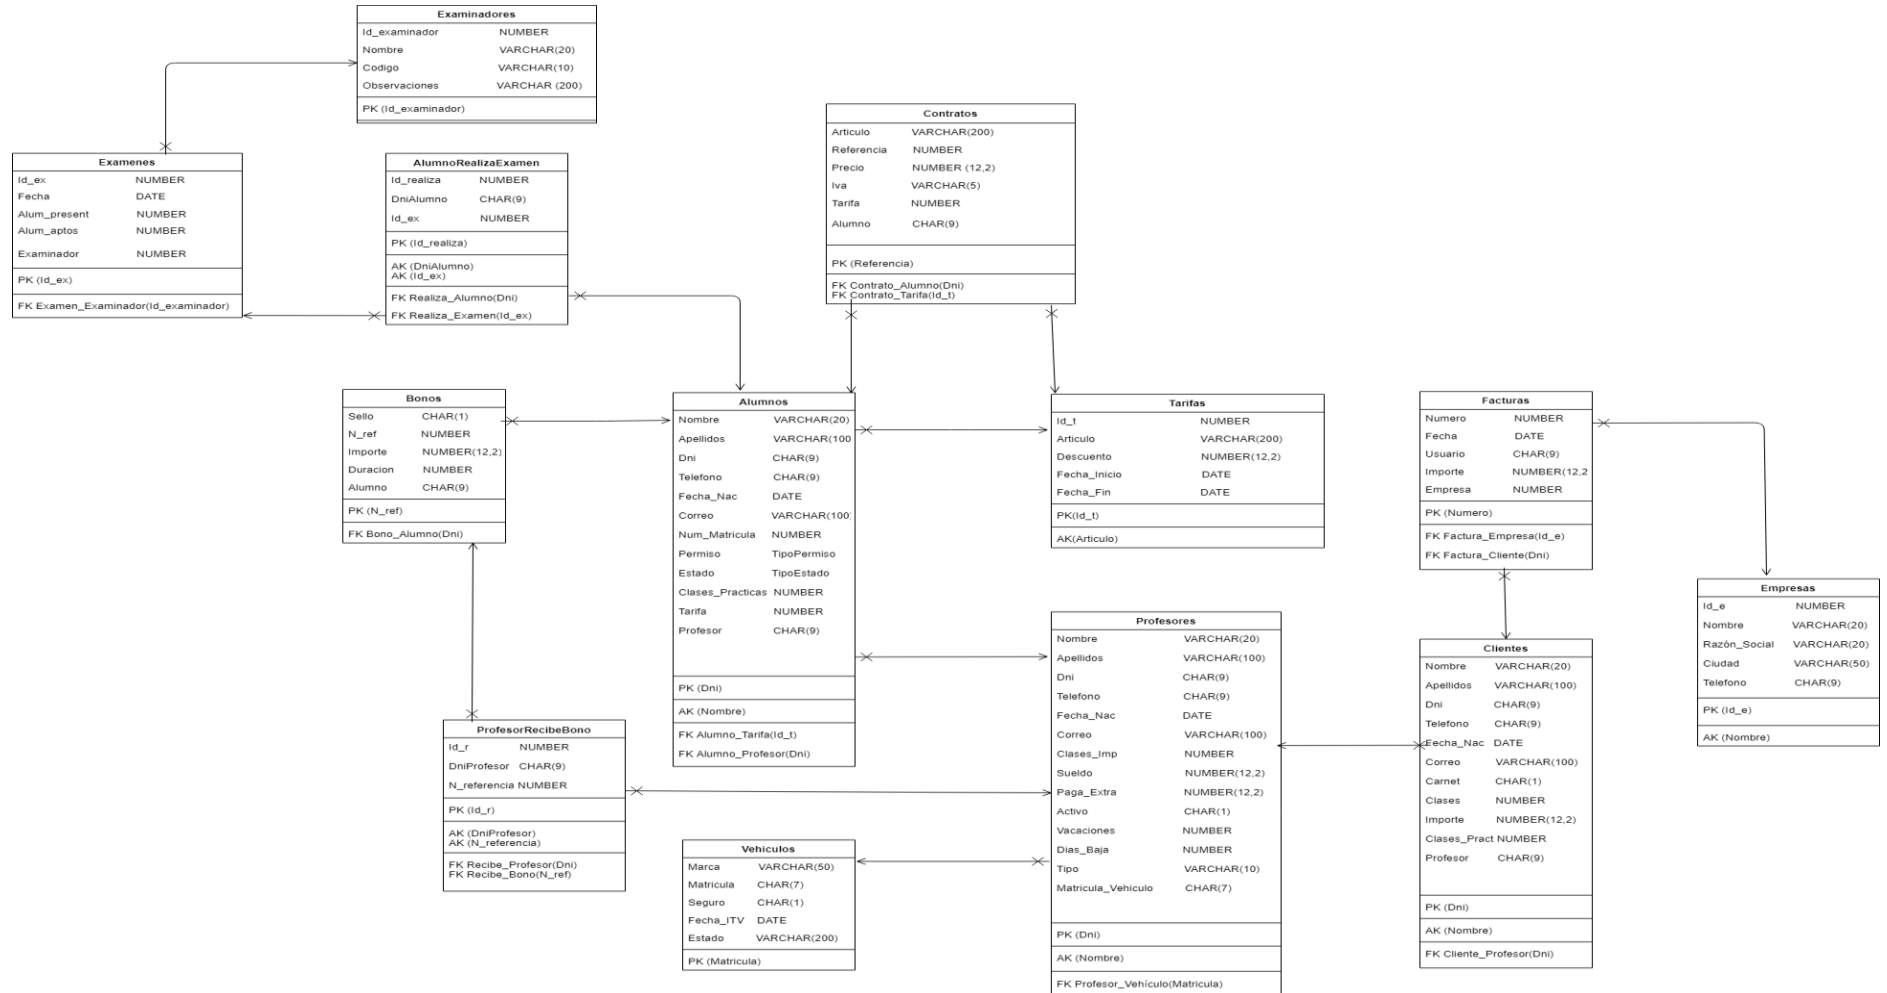 Examinadores
Id_examinador NUMBER
Nombre VARCHAR(20)
Codigo VARCHAR(10)
Observaciones VARCHAR (200)
PK (Id_examinador)
Examenes
Id_ex NUMBER
Fecha DATE
Alum_present NUMBER
Alum_aptos NUMBER
Examinador NUMBER
PK (Id_ex)
FK Examen_Examinador(Id_examinador)
AlumnoRealizaExamen
Id_realiza NUMBER
DniAlumno CHAR(9)
Id_ex NUMBER
PK (Id_realiza)
AK (DniAlumno)
AK (Id_ex)
FK Realiza_Alumno(Dni)
FK Realiza_Examen(Id_ex)
Contratos
Articulo VARCHAR(200)
Referencia NUMBER
Precio NUMBER (12,2)
Iva VARCHAR(5)
Tarifa NUMBER
Alumno CHAR(9)
PK (Referencia)
FK Contrato_Alumno(Dni)
FK Contrato_Tarifa(Id_t)
Bonos
Sello CHAR(1)
N_ref NUMBER
Importe NUMBER(12,2)
Duracion NUMBER
Alumno CHAR(9)
PK (N_ref)
FK Bono_Alumno(Dni)
Alumnos
Nombre VARCHAR(20)
Apellidos VARCHAR(100
Dni CHAR(9)
Telefono CHAR(9)
Fecha_Nac DATE
Correo VARCHAR(100)
Num_Matricula NUMBER
Permiso TipoPermiso
Estado TipoEstado
Clases_Practicas NUMBER
Tarifa NUMBER
Profesor CHAR(9)
PK (Dni)
AK (Nombre)
FK Alumno_Tarifa(Id_t)
FK Alumno_Profesor(Dni)
Tarifas
Id_t NUMBER
Articulo VARCHAR(200)
Descuento NUMBER(12,2)
Fecha_Inicio DATE
Fecha_Fin DATE
PK(Id_t)
AK(Articulo)
Facturas
Numero NUMBER
Fecha DATE
Usuario CHAR(9)
Importe NUMBER(12,2
Empresa NUMBER
PK (Numero)
FK Factura_Empresa(Id_e)
FK Factura_Cliente(Dni)
Empresas
Id_e NUMBER
Nombre VARCHAR(20)
Razón_Social VARCHAR(20)
Ciudad VARCHAR(50)
Telefono CHAR(9)
PK (Id_e)
AK (Nombre)
ProfesorRecibeBono
Id_r NUMBER
DniProfesor CHAR(9)
N_referencia NUMBER
PK (Id_r)
AK (DniProfesor)
AK (N_referencia)
FK Recibe_Profesor(Dni)
FK Recibe_Bono(N_ref)
Vehiculos
Marca VARCHAR(50)
Matricula CHAR(7)
Seguro CHAR(1)
Fecha_ITV DATE
Estado VARCHAR(200)
PK (Matricula)
Profesores
Nombre VARCHAR(20)
Apellidos VARCHAR(100)
Dni CHAR(9)
Telefono CHAR(9)
Fecha_Nac DATE
Correo VARCHAR(100)
Clases_Imp NUMBER
Sueldo NUMBER(12,2)
Paga_Extra NUMBER(12,2)
Activo CHAR(1)
Vacaciones NUMBER
Dias_Baja NUMBER
Tipo VARCHAR(10)
Matricula_Vehiculo CHAR(7)
PK (Dni)
AK (Nombre)
FK Profesor_Vehículo(Matricula)
Clientes
Nombre VARCHAR(20)
Apellidos VARCHAR(100)
Dni CHAR(9)
Telefono CHAR(9)
Fecha_Nac DATE
Correo VARCHAR(100)
Carnet CHAR(1)
Clases NUMBER
Importe NUMBER(12,2)
Clases_Pract NUMBER
Profesor CHAR(9)
PK (Dni)
AK (Nombre)
FK Cliente_Profesor(Dni)